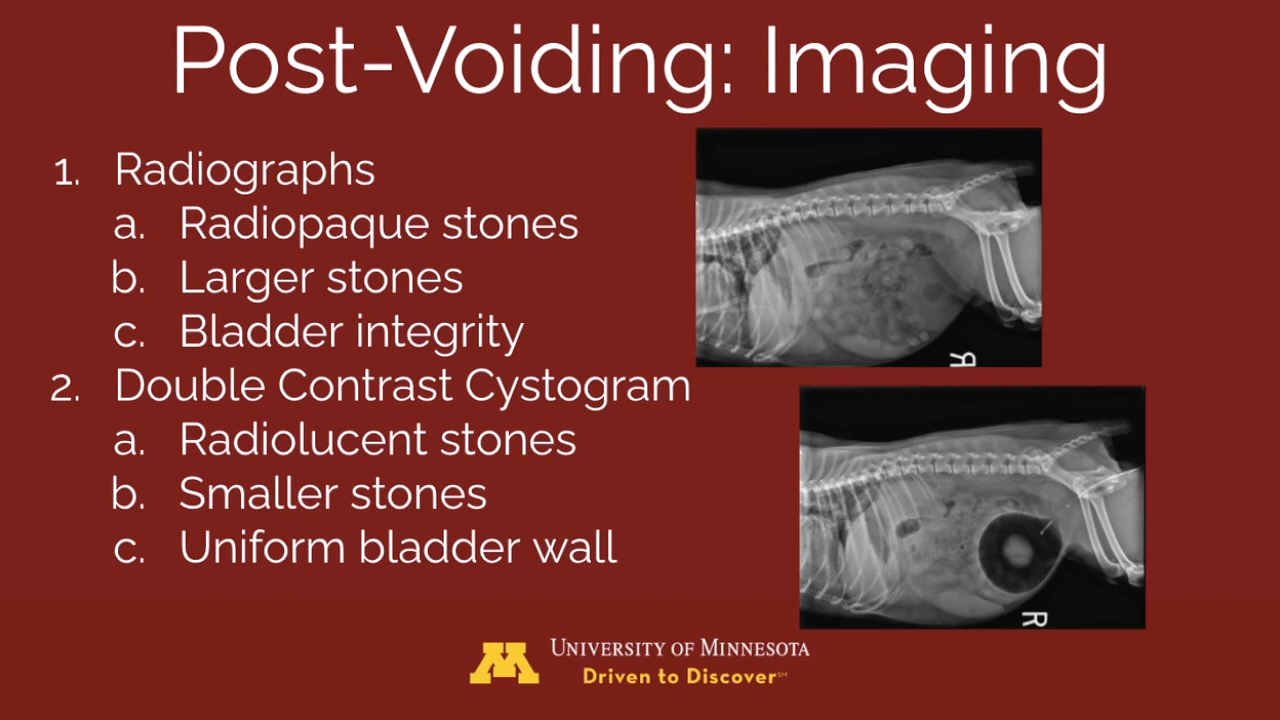 Post-Voiding: Imaging
1. Radiographs
a. Radiopaque stones
b. Larger stones
c. Bladder integrity
2. Double Contrast Cystogram
a. Radiolucent stones
b. Smaller stones
c. Uniform bladder wall
R
R
M
UNIVERSITY OF MINNESOTA
Driven to Discover℠